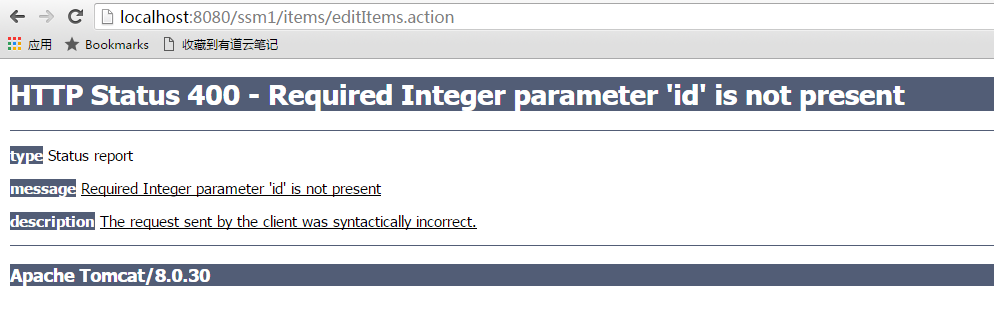 localhost:8080/ssm1/items/editItems.action
应用 Bookmarks 收藏到有道云笔记
HTTP Status 400 - Required Integer parameter 'id' is not present
type Status report
message Required Integer parameter 'id' is not present
description The request sent by the client was syntactically incorrect.
Apache Tomcat/8.0.30